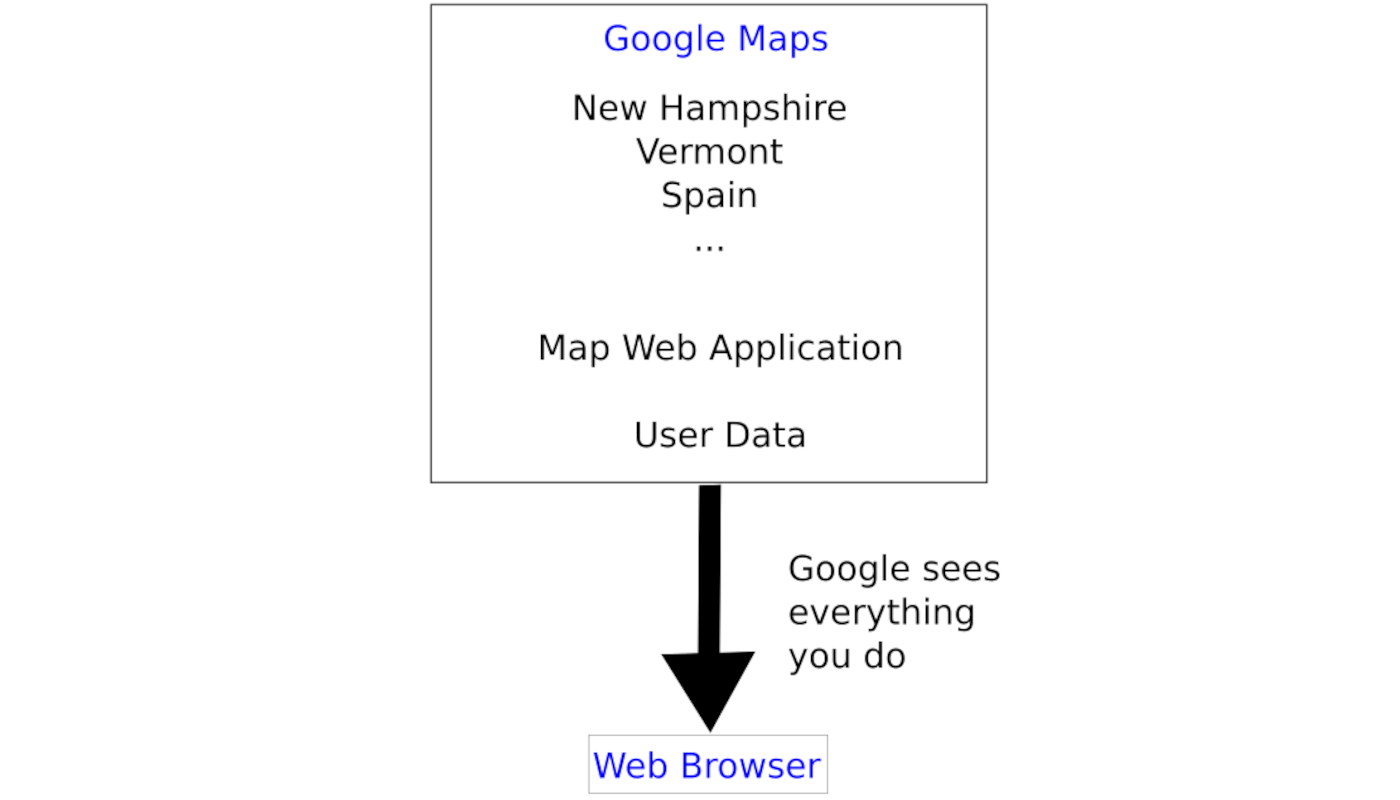 Google Maps
New Hampshire
Vermont
Spain
...
Map Web Application
User Data
Google sees
everything
you do
Web Browser